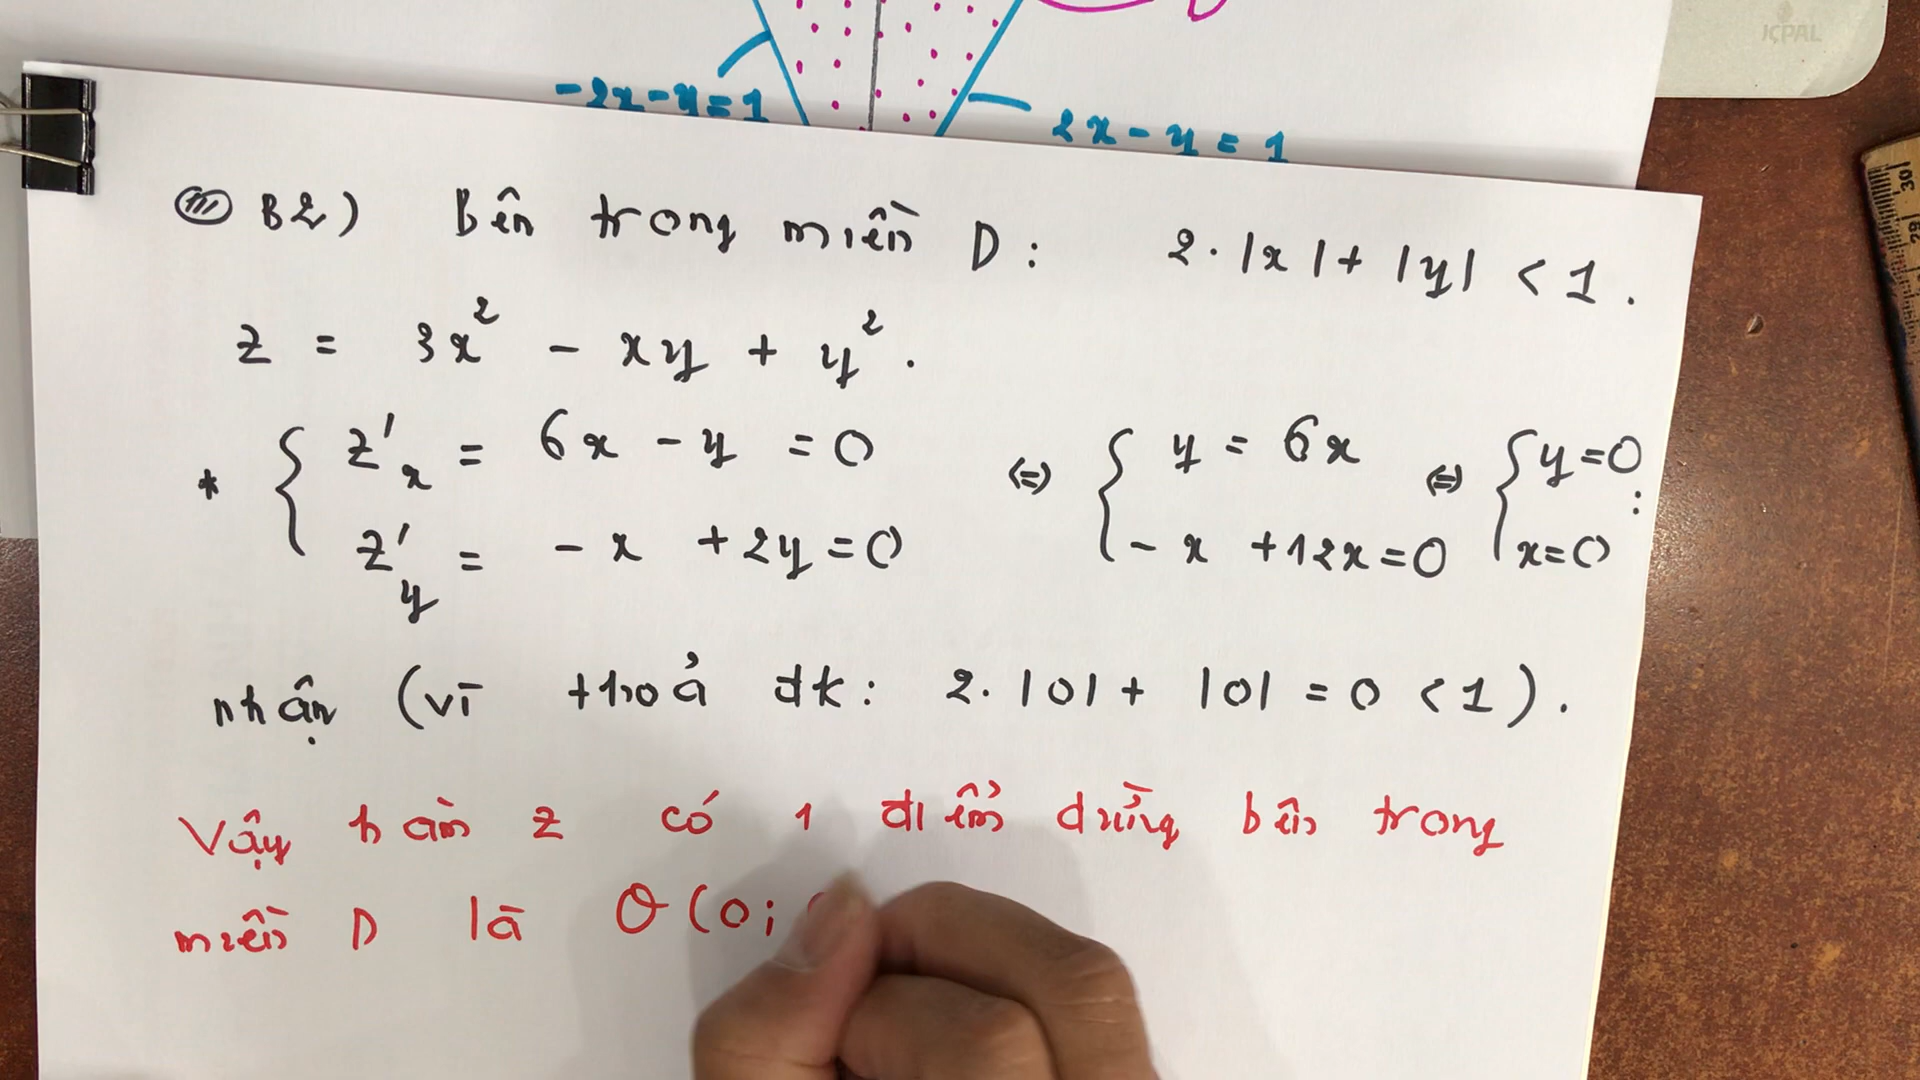 JCPAL
-2x-y=1
2x-y=1
B2) Bên trong miền D: 2.|x|+|y| < 1.
z = 3x² - xy + y².
* { z'x = 6x - y = 0 (=) { y = 6x (=) { y=0 :
z'y = -x + 2y = 0 -x + 12x = 0 x=0
nhận (vì thoả đk: 2.|0| + |0| = 0 < 1).
Vậy hàm z có 1 điểm dừng bên trong
miền D là O(0;